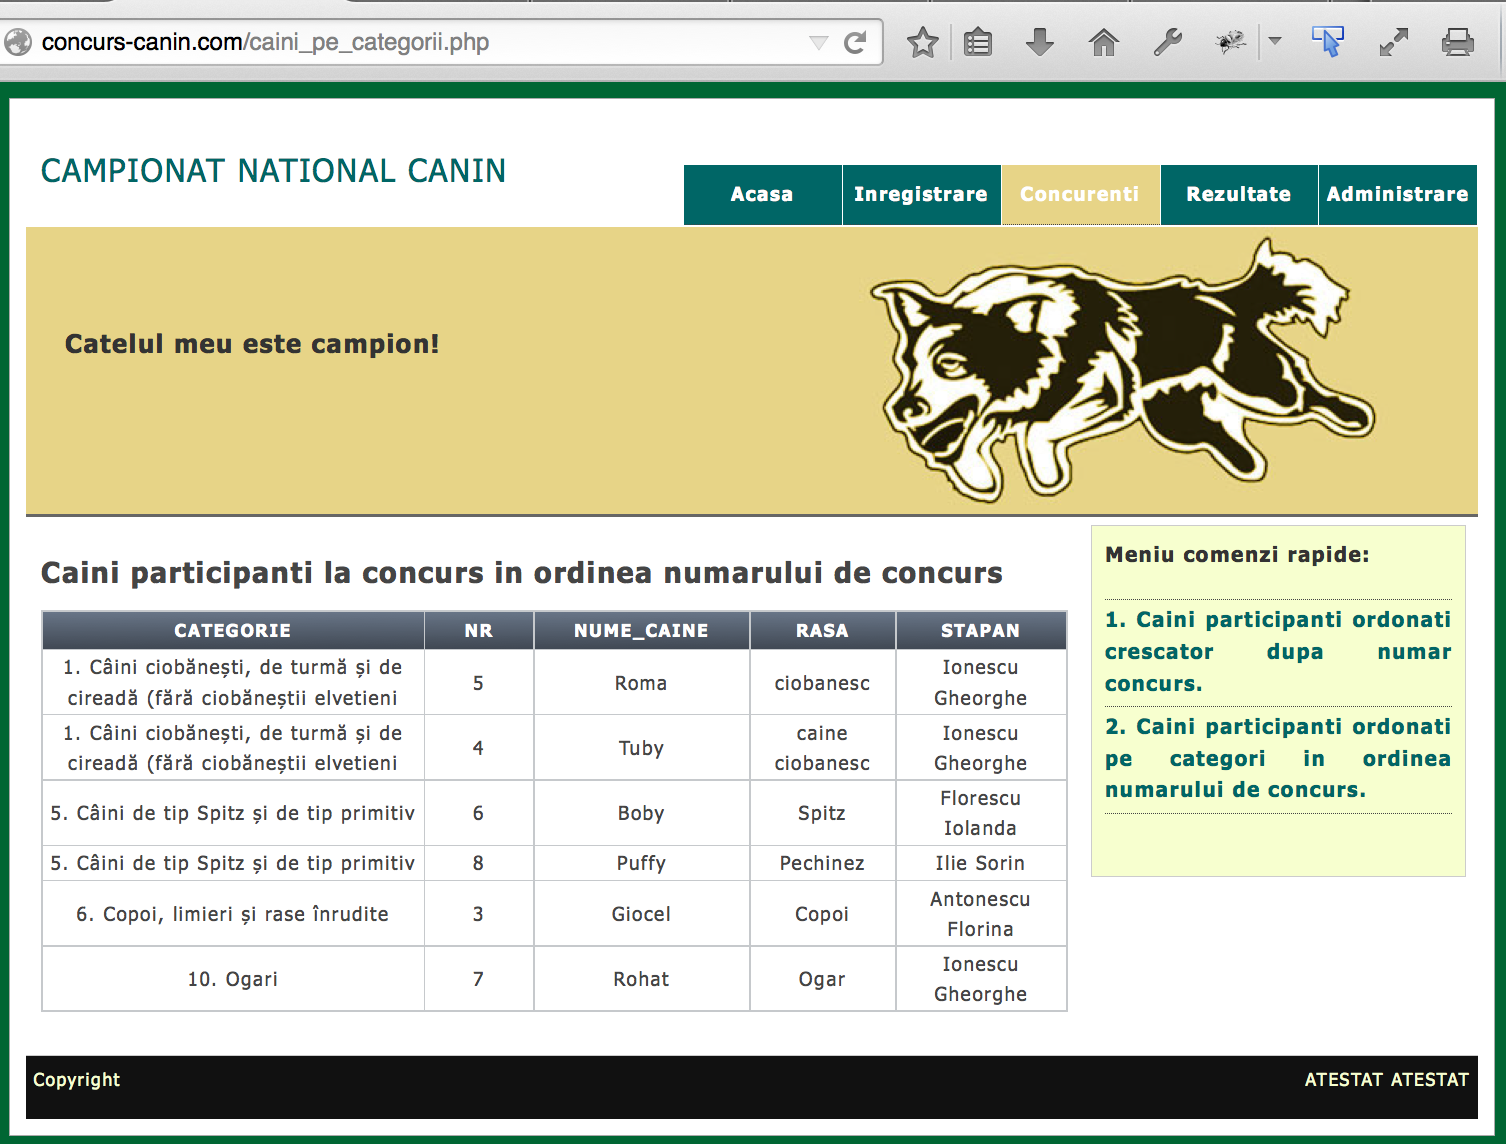 concurs-canin.com/caini_pe_categorii.php
CAMPIONAT NATIONAL CANIN
Acasa Inregistrare Concurenti Rezultate Administrare
Catelul meu este campion!
Caini participanti la concurs in ordinea numarului de concurs
CATEGORIE NR NUME_CAINE RASA STAPAN
1. Câini ciobănești, de turmă și de
cireadă (fără ciobăneștii elvetieni
5
Roma
ciobanesc
Ionescu
Gheorghe
1. Câini ciobănești, de turmă și de
cireadă (fără ciobăneștii elvetieni
4
Tuby
caine
ciobanesc
Ionescu
Gheorghe
5. Câini de tip Spitz și de tip primitiv
6
Boby
Spitz
Florescu
Iolanda
5. Câini de tip Spitz și de tip primitiv
8
Puffy
Pechinez
Ilie Sorin
6. Copoi, limieri și rase înrudite
3
Giocel
Copoi
Antonescu
Florina
10. Ogari
7
Rohat
Ogar
Ionescu
Gheorghe
Meniu comenzi rapide:
1. Caini participanti ordonati
crescator dupa numar
concurs.
2. Caini participanti ordonati
pe categori in ordinea
numarului de concurs.
Copyright
ATESTAT ATESTAT